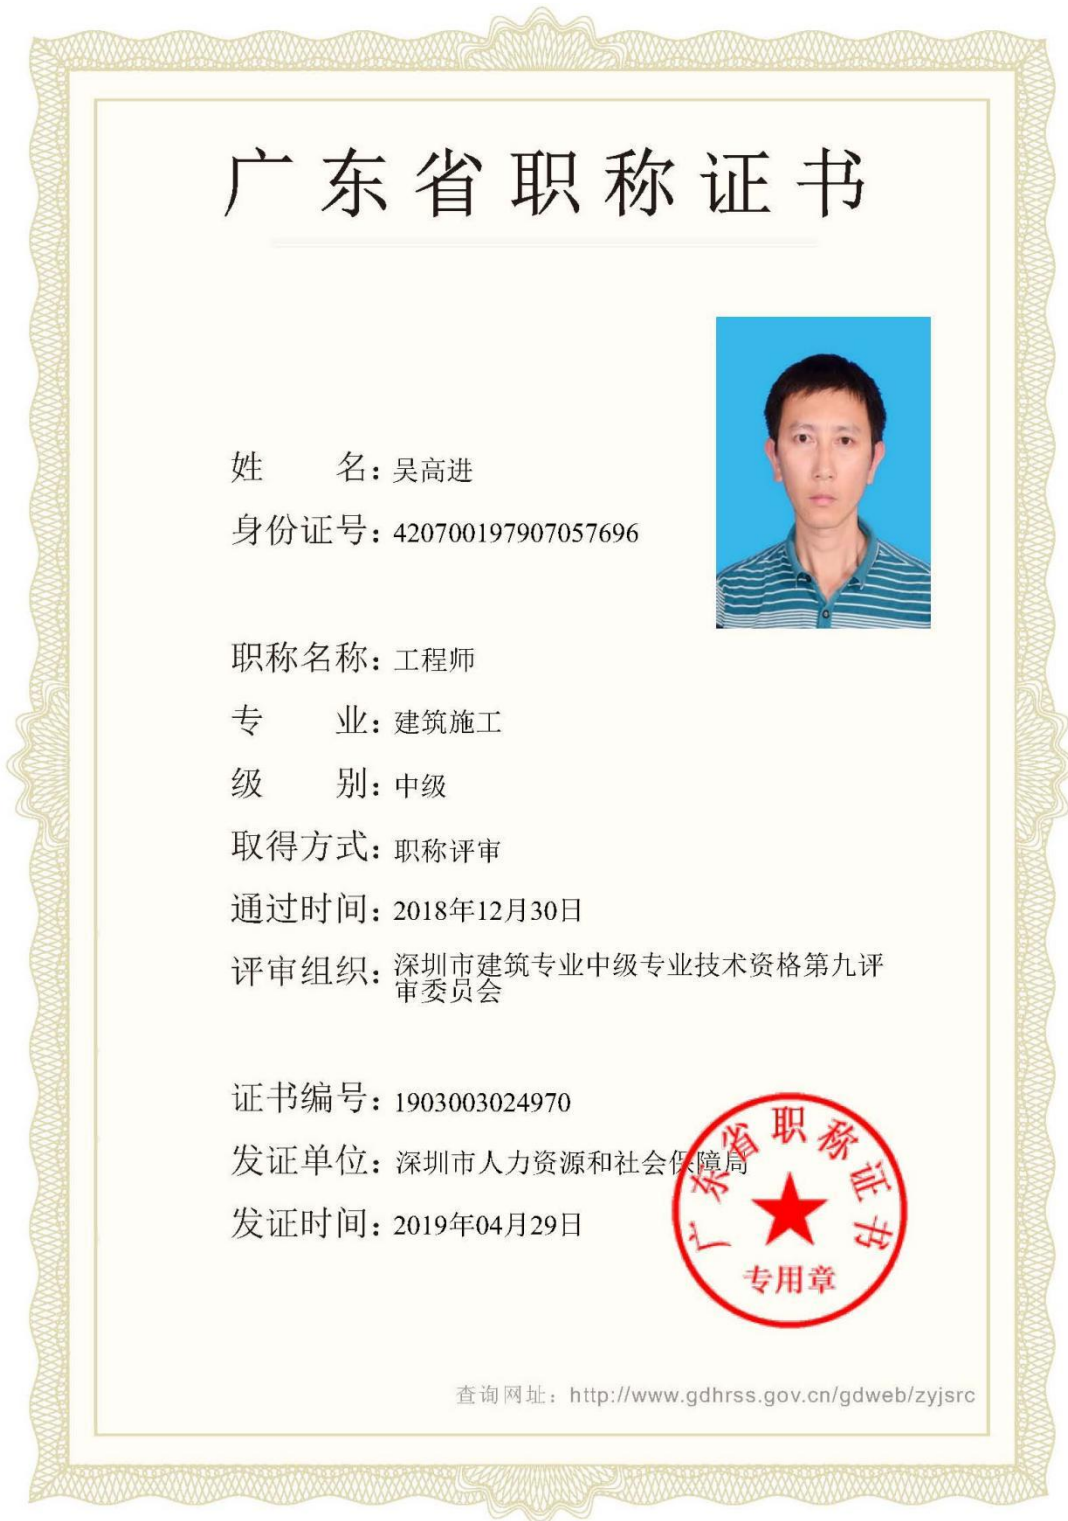 广东省职称证书
姓 名：吴高进
身份证号：420700197907057696
职称名称：工程师
专 业：建筑施工
级 别：中级
取得方式：职称评审
通过时间：2018年12月30日
评审组织：深圳市建筑专业中级专业技术资格第九评
审委员会
证书编号：1903003024970
发证单位：深圳市人力资源和社会保障局
发证时间：2019年04月29日
广东省职称证书
专用章
查询网址：http://www.gdhrss.gov.cn/gdweb/zyjsrc